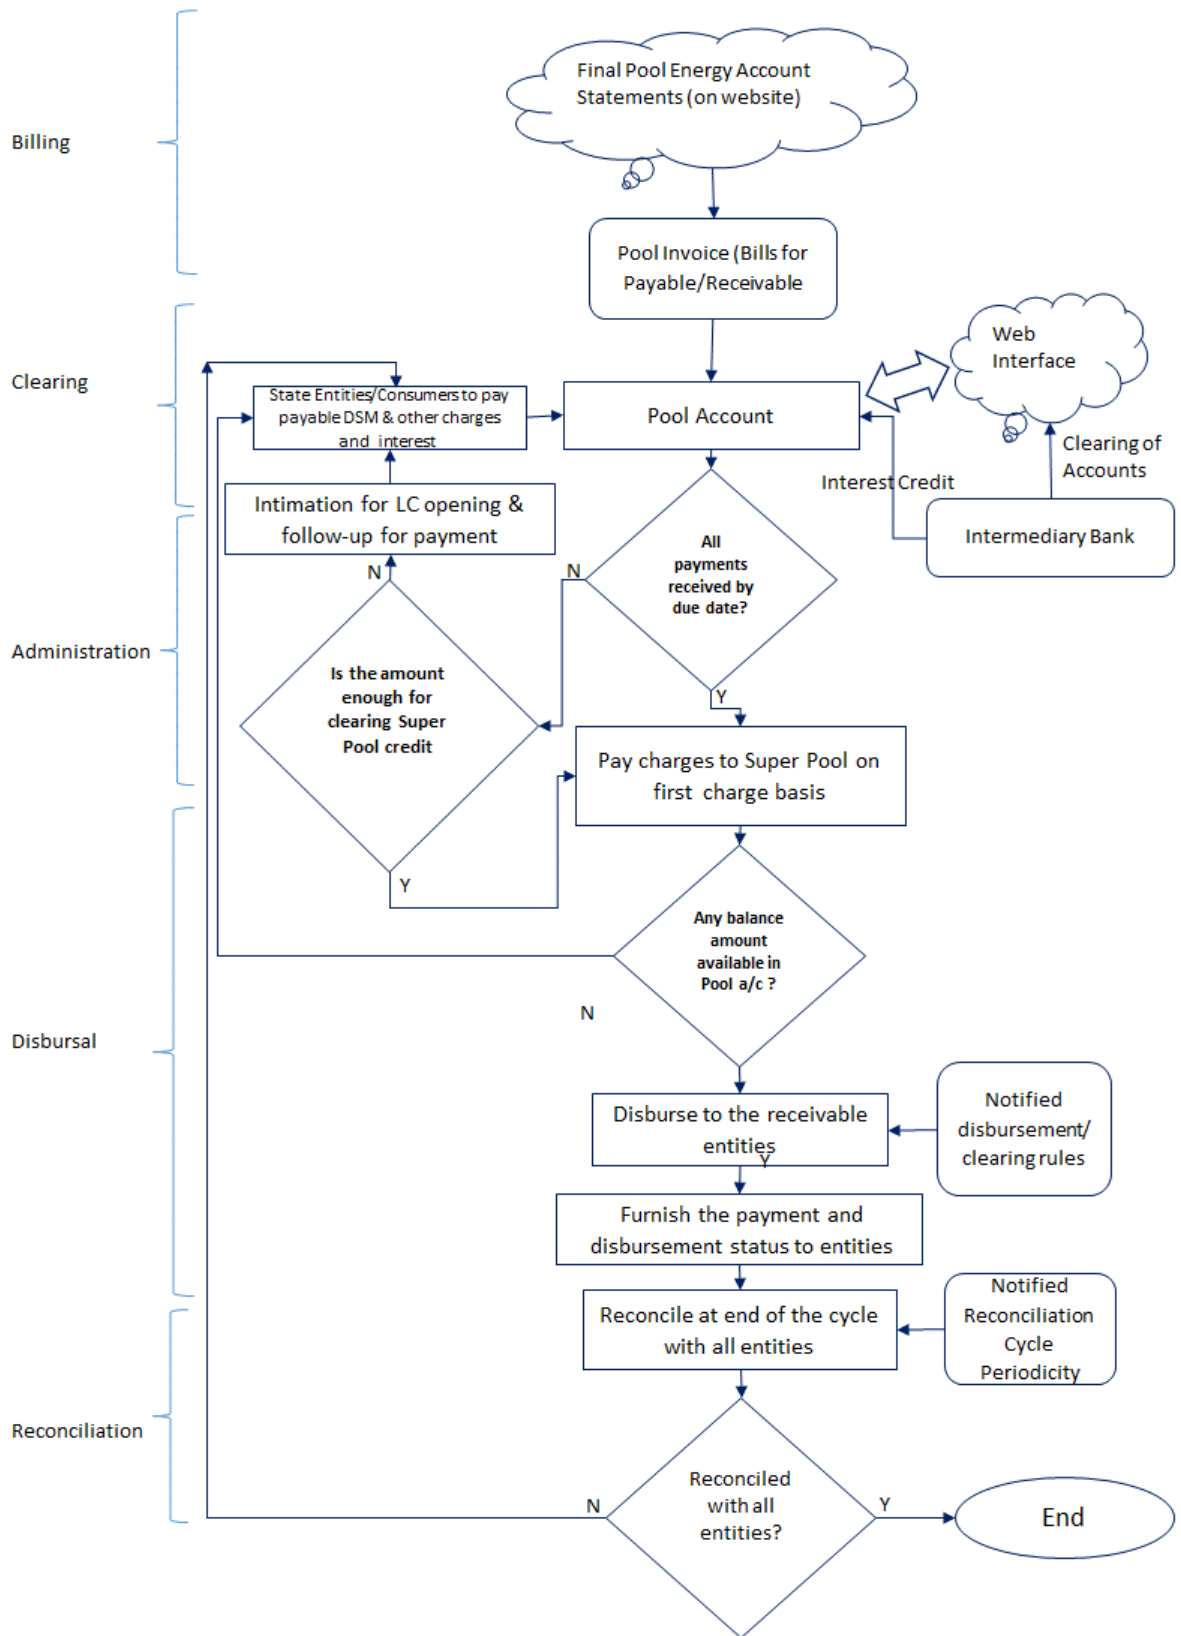 Final Pool Energy Account
Statements (on website)
Billing
Pool Invoice (Bills for
Payable/Receivable
Web
Interface
Clearing
State Entities/Consumers to pay
payable DSM & other charges
and interest
Pool Account
Clearing of
Accounts
Interest Credit
Intimation for LC opening &
follow-up for payment
Intermediary Bank
All
payments
received by
due date?
N
N
Administration
Is the amount
enough for
clearing Super
Pool credit
Y
Pay charges to Super Pool on
first charge basis
Y
Any balance
amount
available in
Pool a/c ?
N
Disbursal
Disburse to the receivable
entities
Y
Notified
disbursement/
clearing rules
Furnish the payment and
disbursement status to entities
Reconcile at end of the cycle
with all entities
Notified
Reconciliation
Cycle
Periodicity
Reconciliation
Reconciled
with all
entities?
N
Y
End